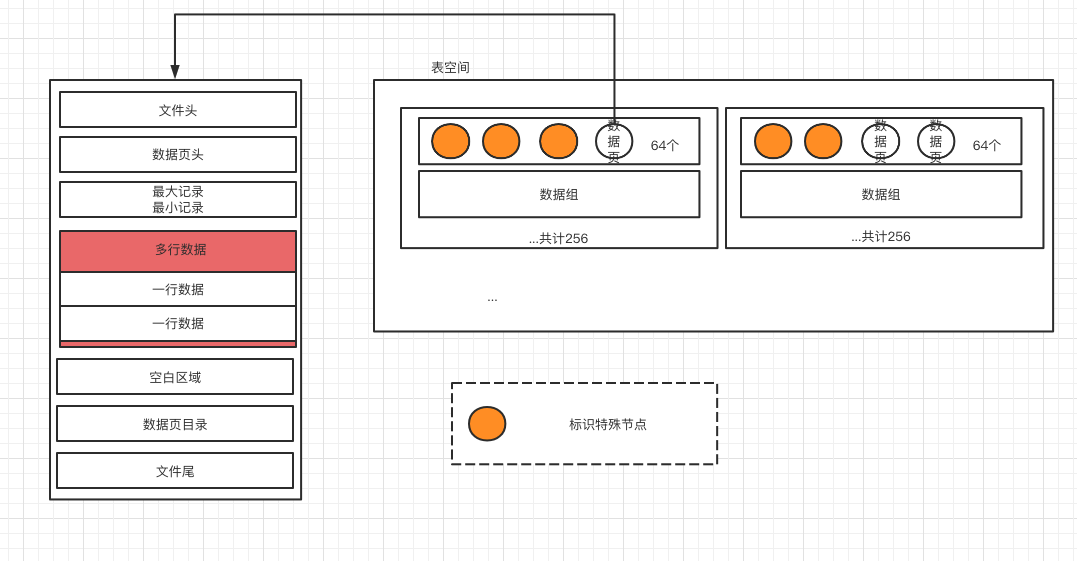 表空间
文件头
数据页头
最大记录
最小记录
多行数据
一行数据
一行数据
空白区域
数据页目录
文件尾
数
据
页
64个
数据组
...共计256
数
据
页
数
据
页
64个
数据组
...共计256
...
标识特殊节点